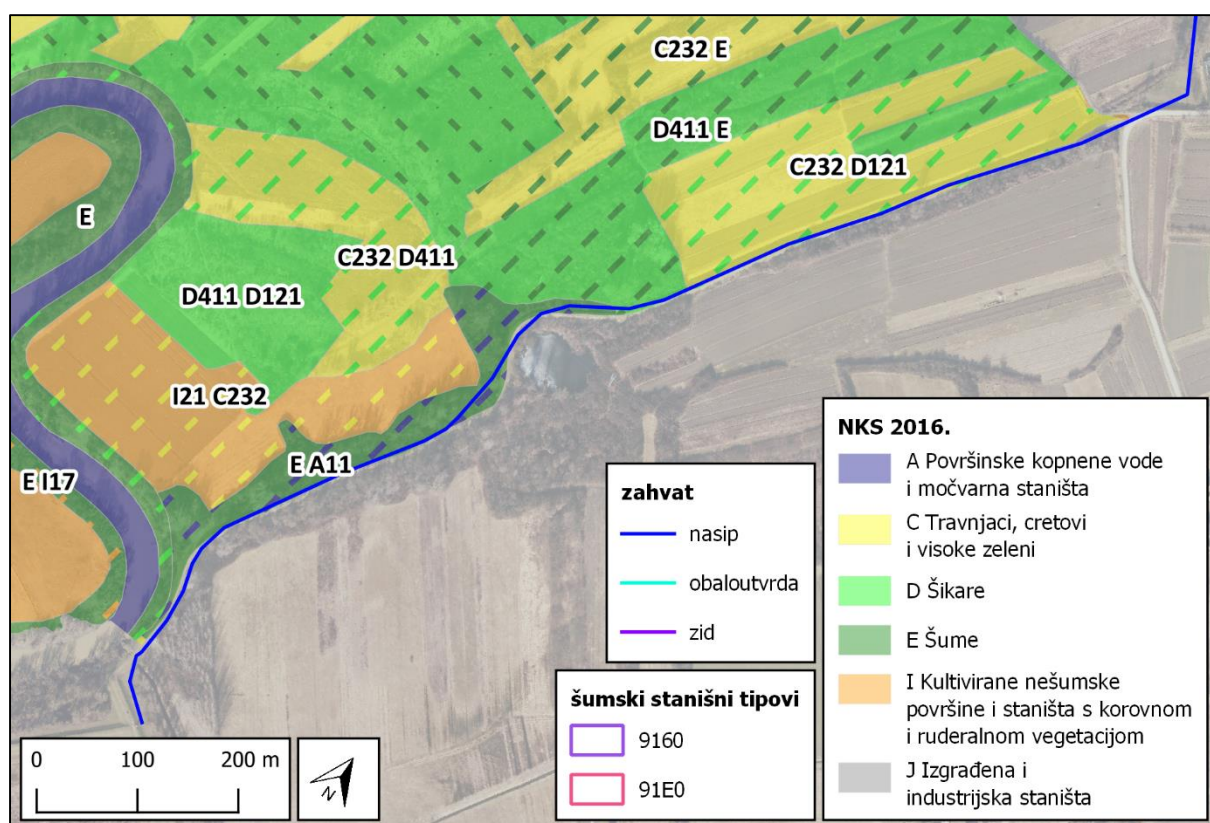 C232 E
D411 E
C232 D121
E
C232 D411
D411 D121
I21 C232
E A11
E I17
zahvat
nasip
obaloutvrda
zid
šumski stanišni tipovi
9160
91E0
NKS 2016.
A Površinske kopnene vode
i močvarna staništa
C Travnjaci, cretovi
i visoke zeleni
D Šikare
E Šume
I Kultivirane nešumske
površine i staništa s korovnom
i ruderalnom vegetacijom
J Izgrađena i
industrijska staništa
0 100 200 m
N